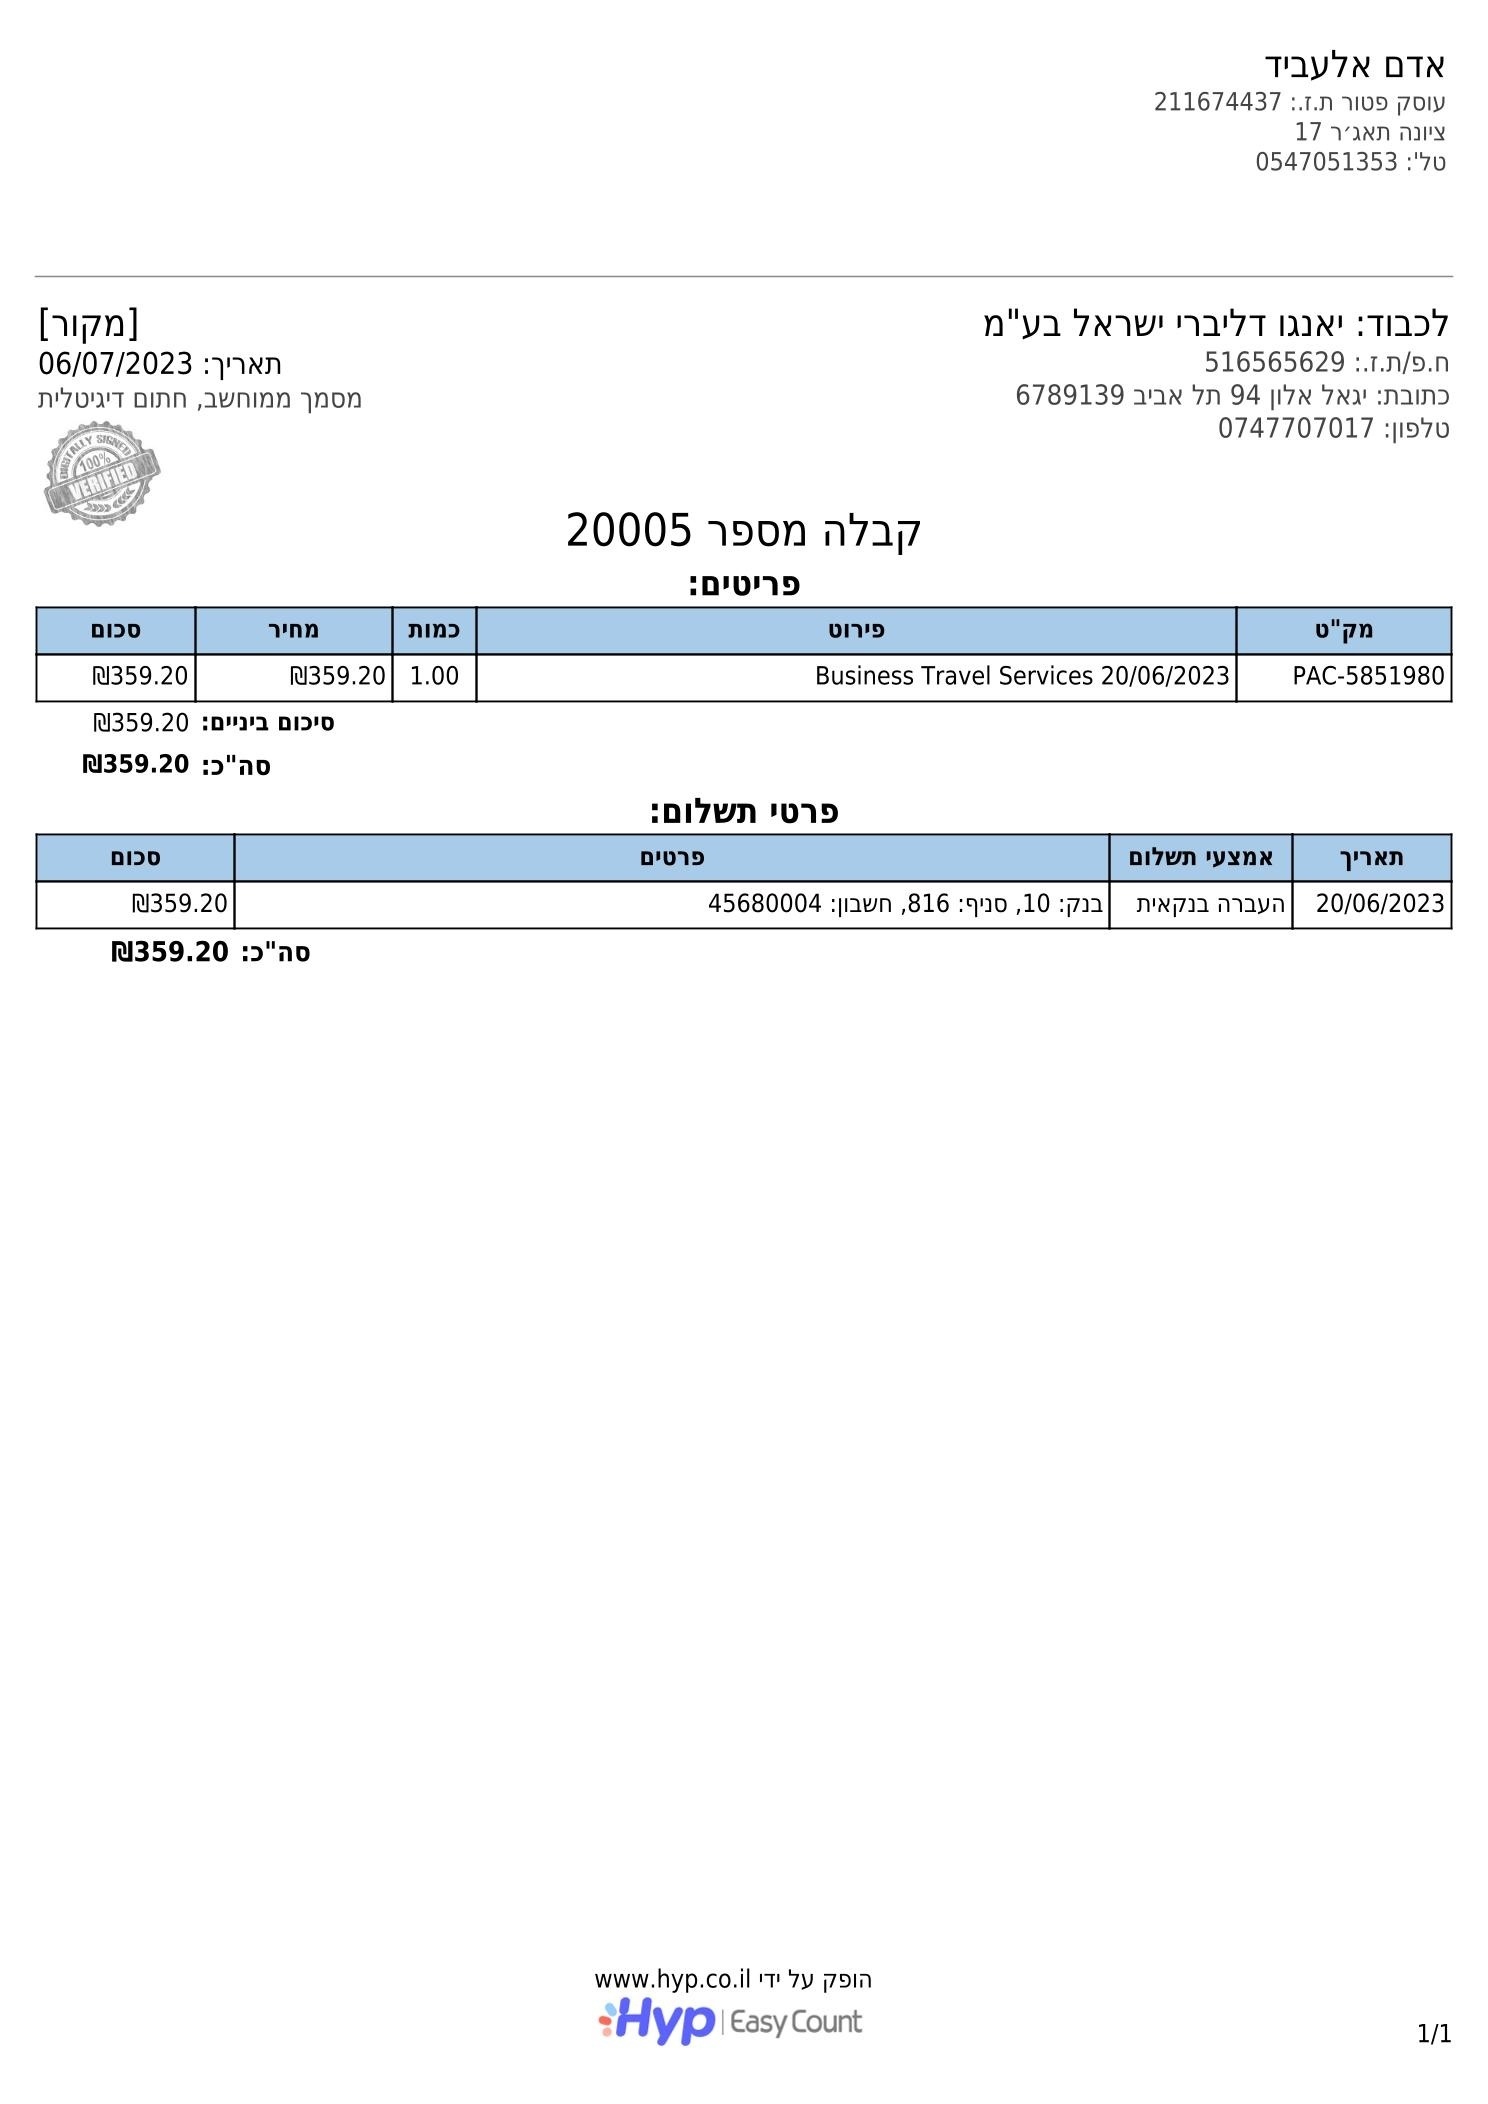 אדם אלעביד
עוסק פטור ת.ז.: 211674437
ציונה תאג׳ר 17
טל': 0547051353
לכבוד: יאנגו דליברי ישראל בע"מ
ח.פ/ת.ז.: 516565629
כתובת: יגאל אלון 94 תל אביב 6789139
טלפון: 0747707017
[מקור]
תאריך: 06/07/2023
מסמך ממוחשב, חתום דיגיטלית
DIGITALLY SIGNED
100%
VERIFIED
קבלה מספר 20005
פריטים:
מק"ט פירוט כמות מחיר סכום
PAC-5851980 Business Travel Services 20/06/2023 1.00 ₪359.20 ₪359.20
סיכום ביניים: ₪359.20
סה"כ: ₪359.20
פרטי תשלום:
תאריך אמצעי תשלום פרטים סכום
20/06/2023 העברה בנקאית בנק: 10, סניף: 816, חשבון: 45680004 ₪359.20
סה"כ: ₪359.20
הופק על ידי www.hyp.co.il
Hyp | Easy Count
1/1